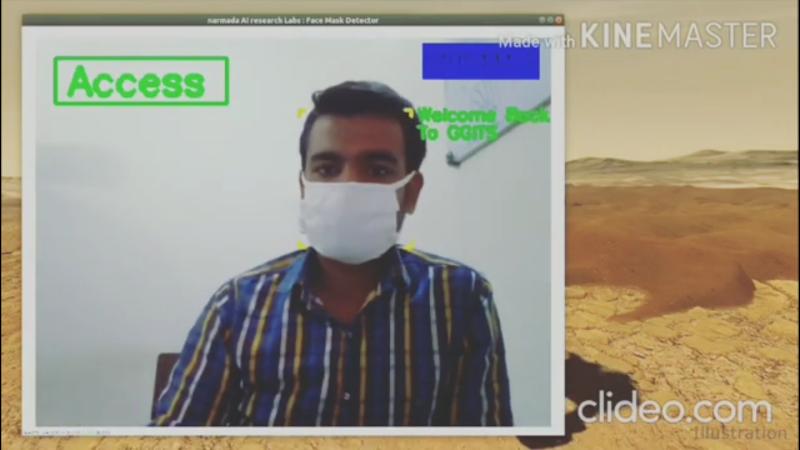 narmada AI research Labs : Face Mask Detector
Made with KINEMASTER
Access
Welcome Back
To GGITS
clideo.com
Illustration